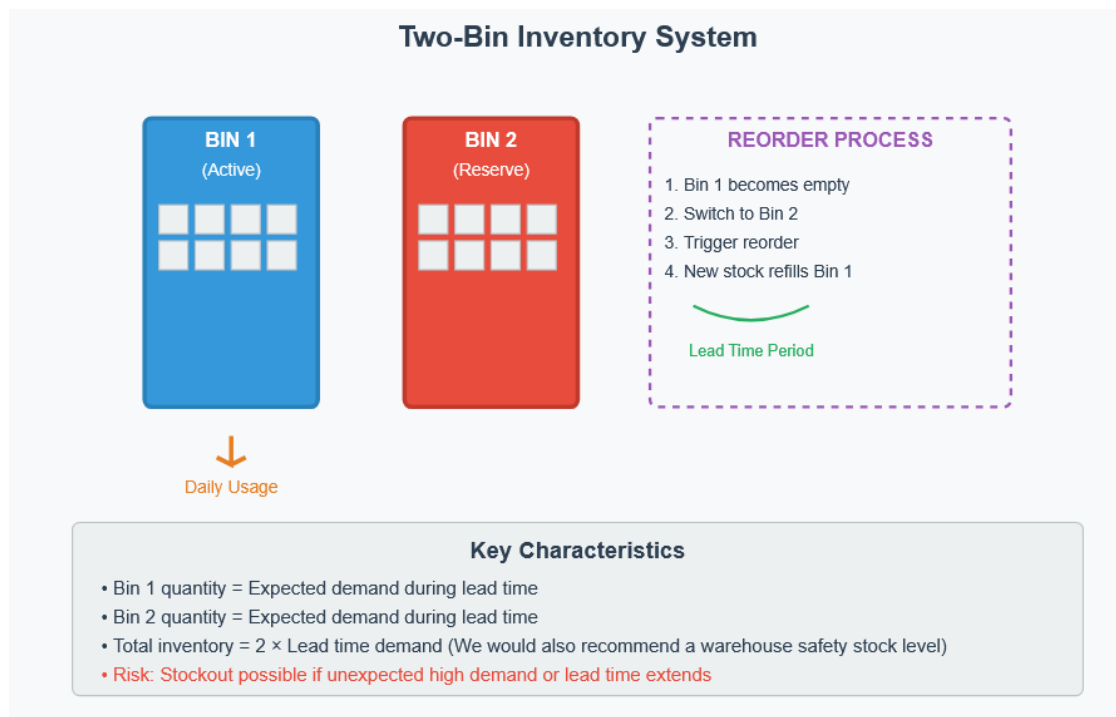 Two-Bin Inventory System
BIN 1
(Active)
BIN 2
(Reserve)
REORDER PROCESS
1. Bin 1 becomes empty
2. Switch to Bin 2
3. Trigger reorder
4. New stock refills Bin 1
Lead Time Period
Daily Usage
Key Characteristics
• Bin 1 quantity = Expected demand during lead time
• Bin 2 quantity = Expected demand during lead time
• Total inventory = 2 × Lead time demand (We would also recommend a warehouse safety stock level)
• Risk: Stockout possible if unexpected high demand or lead time extends